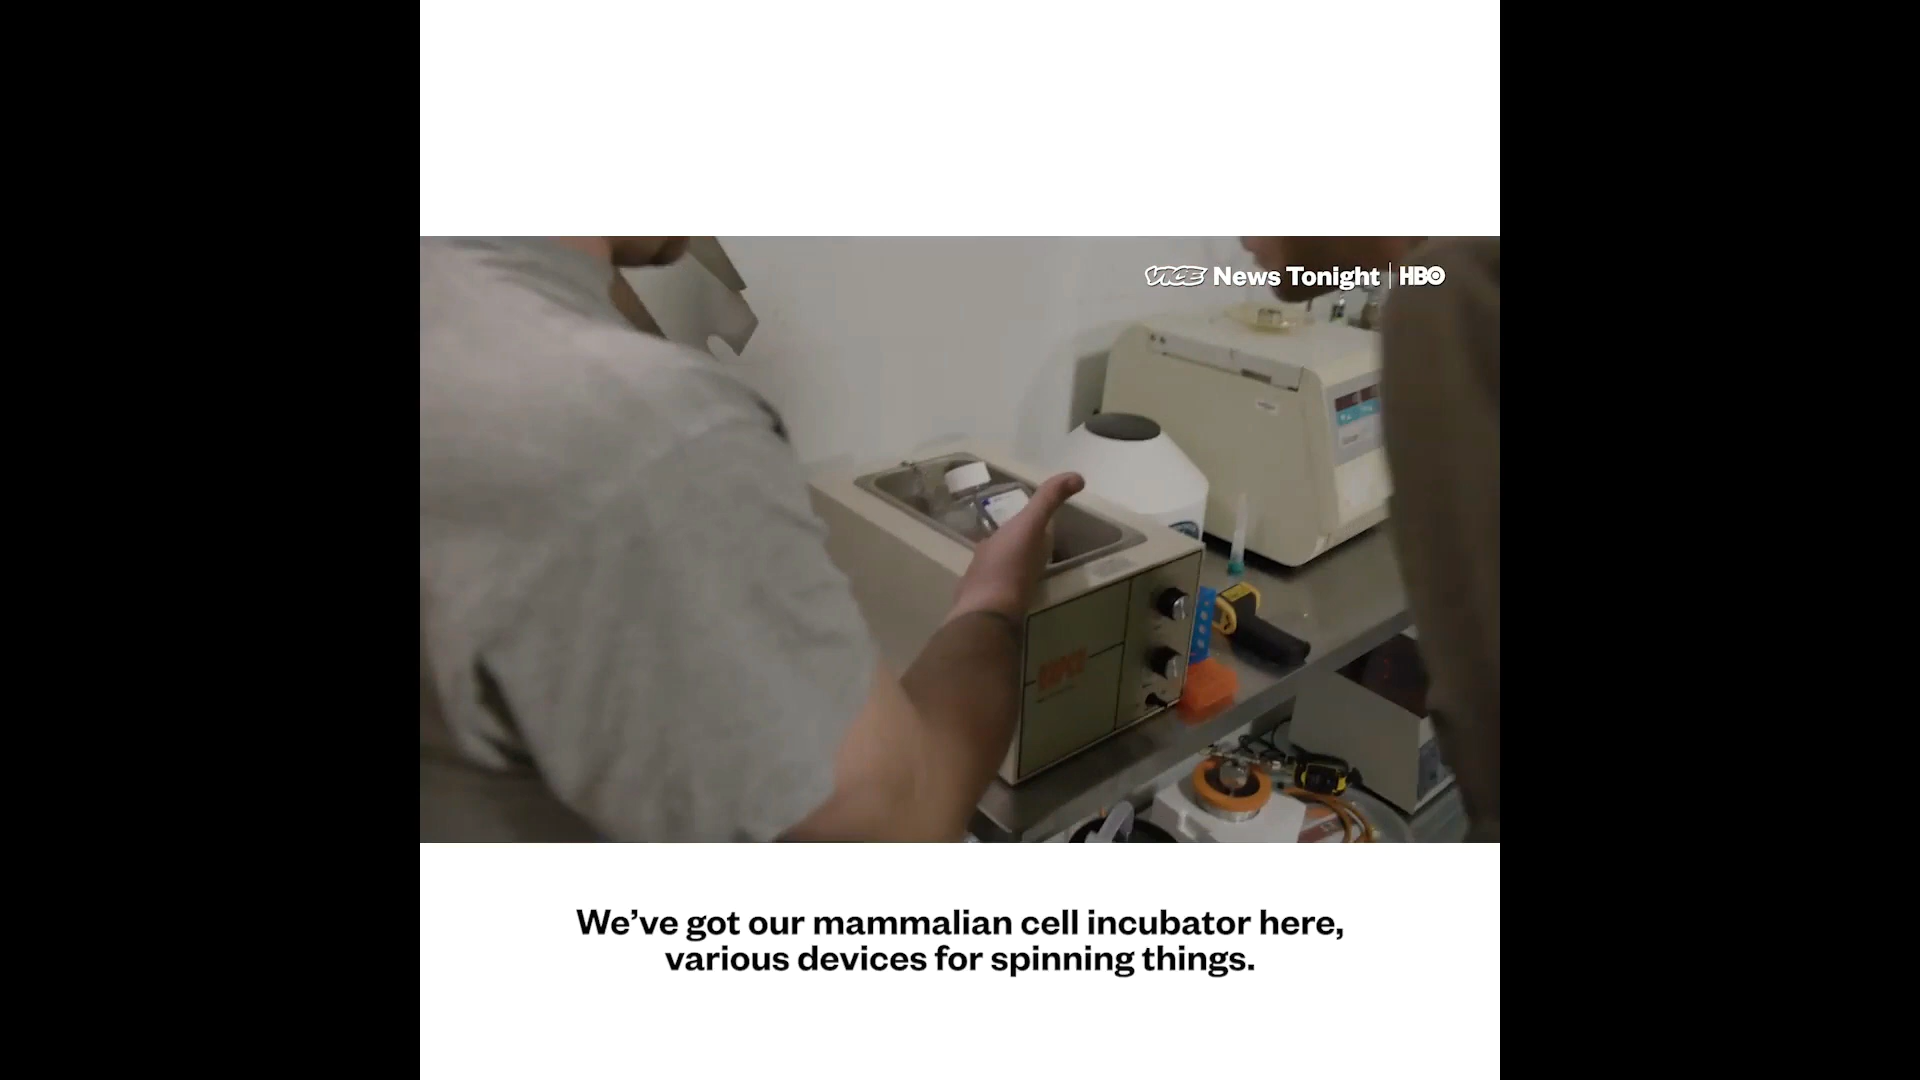 VICE News Tonight | HBO
We've got our mammalian cell incubator here,
various devices for spinning things.